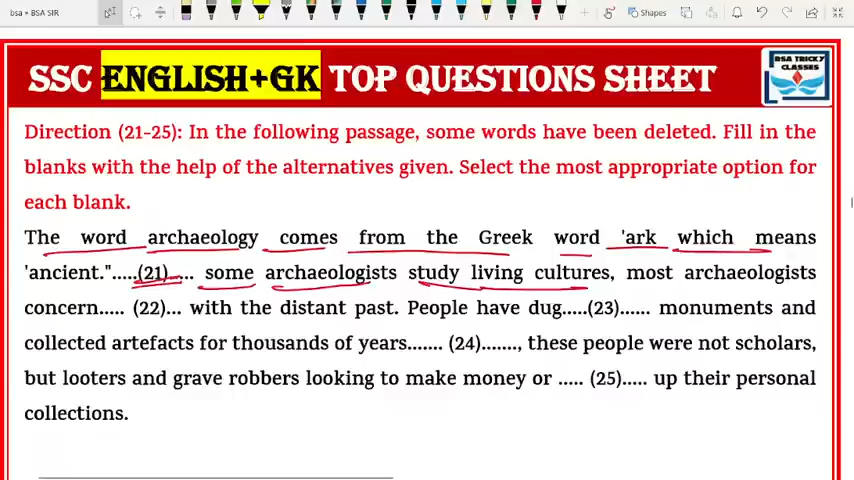 bsa • BSA SIR
Shapes
SSC ENGLISH+GK TOP QUESTIONS SHEET
BSA TRICKY
CLASSES
Direction (21-25): In the following passage, some words have been deleted. Fill in the
blanks with the help of the alternatives given. Select the most appropriate option for
each blank.
The word archaeology comes from the Greek word 'ark which means
'ancient.".....(21).... some archaeologists study living cultures, most archaeologists
concern..... (22)... with the distant past. People have dug.....(23)...... monuments and
collected artefacts for thousands of years....... (24)......., these people were not scholars,
but looters and grave robbers looking to make money or ..... (25)..... up their personal
collections.